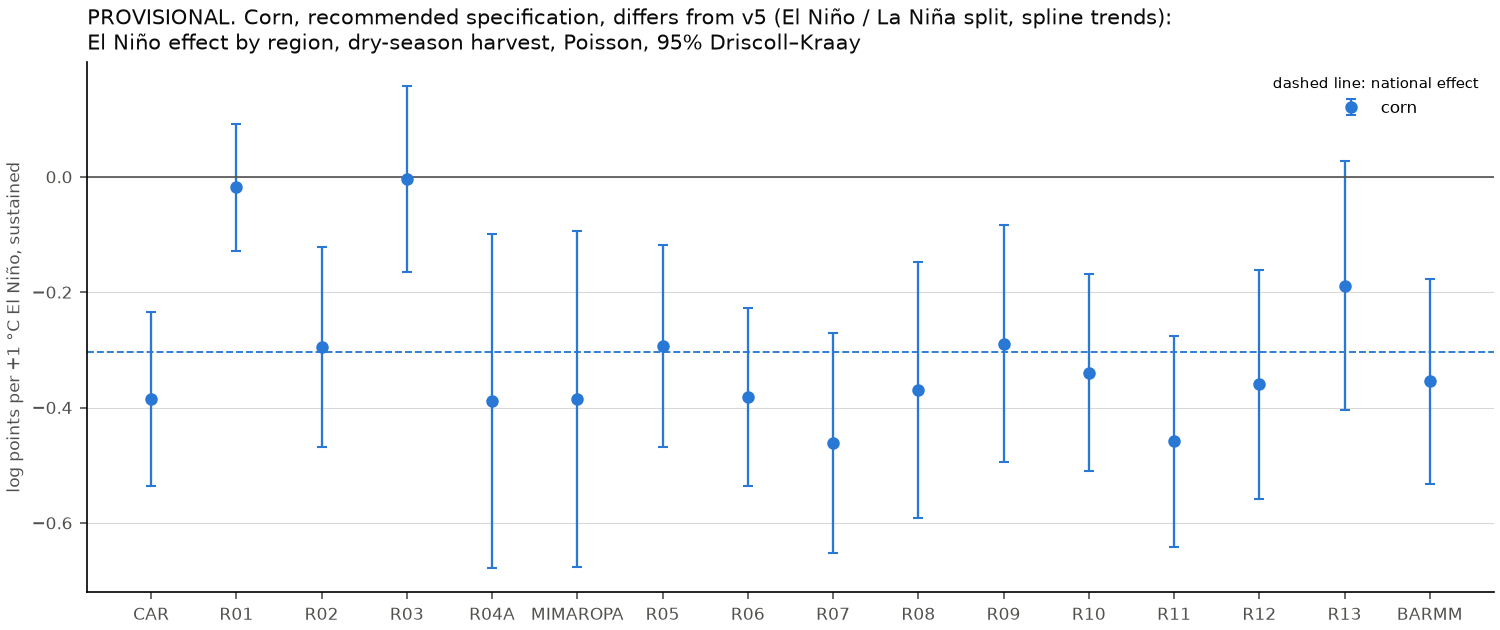 PROVISIONAL. Corn, recommended specification, differs from v5 (El Niño / La Niña split, spline trends):
El Niño effect by region, dry-season harvest, Poisson, 95% Driscoll–Kraay
dashed line: national effect
corn
log points per +1 °C El Niño, sustained
0.0
−0.2
−0.4
−0.6
CAR R01 R02 R03 R04A MIMAROPA R05 R06 R07 R08 R09 R10 R11 R12 R13 BARMM